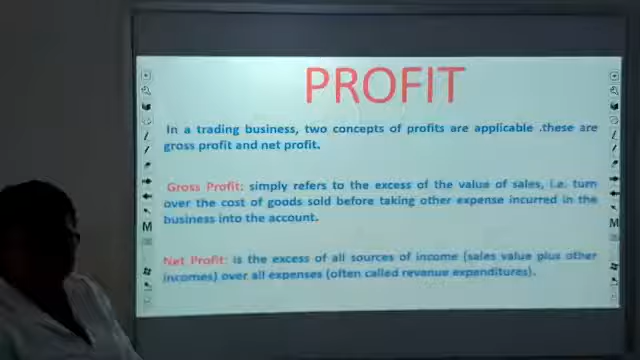 PROFIT
In a trading business, two concepts of profits are applicable .these are
gross profit and net profit.
Gross Profit: simply refers to the excess of the value of sales, i.e. turn
over the cost of goods sold before taking other expense incurred in the
business into the account.
Net Profit: is the excess of all sources of income (sales value plus other
incomes) over all expenses (often called revenue expenditures).
M
M